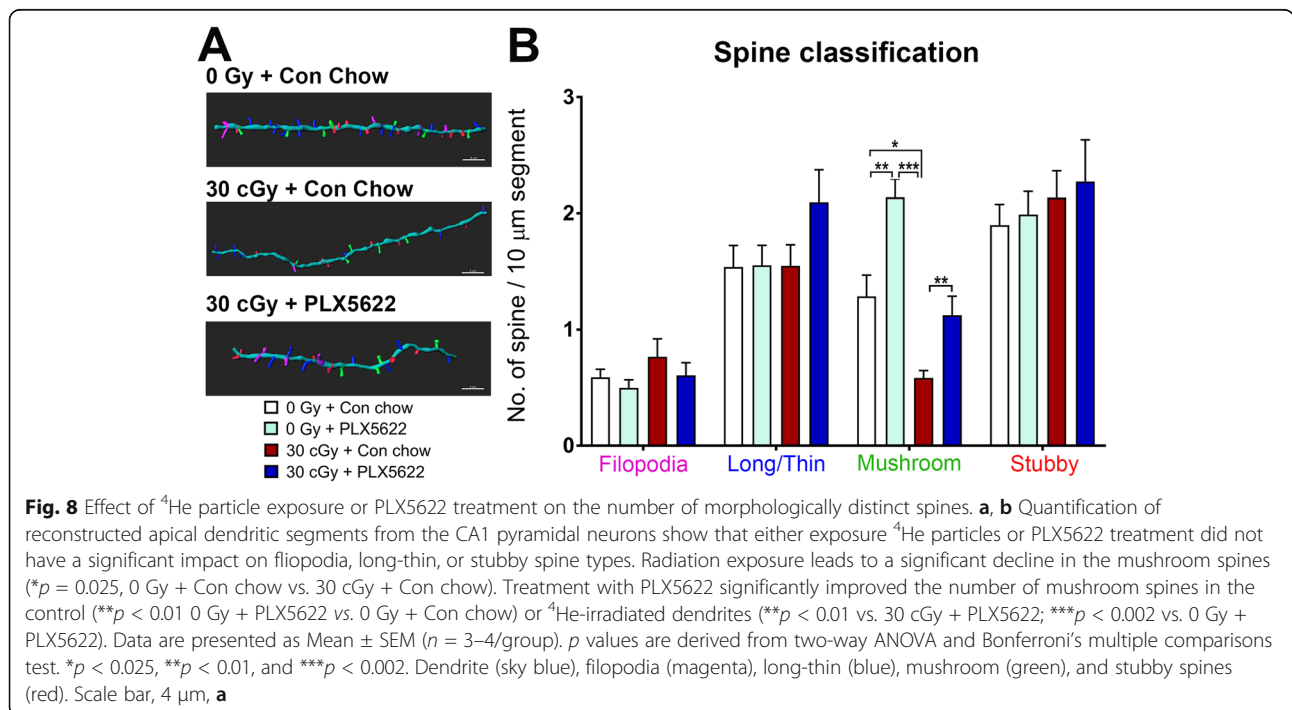 A
0 Gy + Con Chow
30 cGy + Con Chow
30 cGy + PLX5622
0 Gy + Con chow
0 Gy + PLX5622
30 cGy + Con chow
30 cGy + PLX5622
B
Spine classification
No. of spine / 10 µm segment
3
2
1
0
*
** ***
**
Filopodia Long/Thin Mushroom Stubby
Fig. 8 Effect of ⁴He particle exposure or PLX5622 treatment on the number of morphologically distinct spines. a, b Quantification of
reconstructed apical dendritic segments from the CA1 pyramidal neurons show that either exposure ⁴He particles or PLX5622 treatment did not
have a significant impact on fliopodia, long-thin, or stubby spine types. Radiation exposure leads to a significant decline in the mushroom spines
(*p = 0.025, 0 Gy + Con chow vs. 30 cGy + Con chow). Treatment with PLX5622 significantly improved the number of mushroom spines in the
control (**p < 0.01 0 Gy + PLX5622 vs. 0 Gy + Con chow) or ⁴He-irradiated dendrites (**p < 0.01 vs. 30 cGy + PLX5622; ***p < 0.002 vs. 0 Gy +
PLX5622). Data are presented as Mean ± SEM (n = 3–4/group). p values are derived from two-way ANOVA and Bonferroni's multiple comparisons
test. *p < 0.025, **p < 0.01, and ***p < 0.002. Dendrite (sky blue), filopodia (magenta), long-thin (blue), mushroom (green), and stubby spines
(red). Scale bar, 4 µm, a